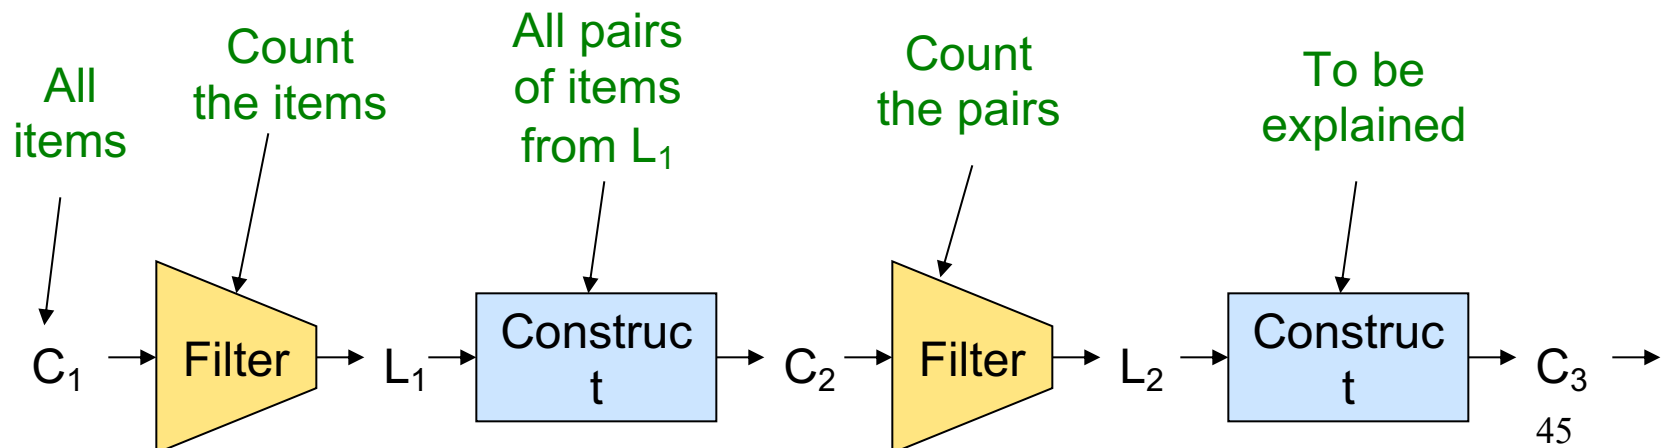 All
items
Count
the items
All pairs
of items
from L₁
Count
the pairs
To be
explained
C₁
Filter
L₁
Construc
t
C₂
Filter
L₂
Construc
t
C₃
45